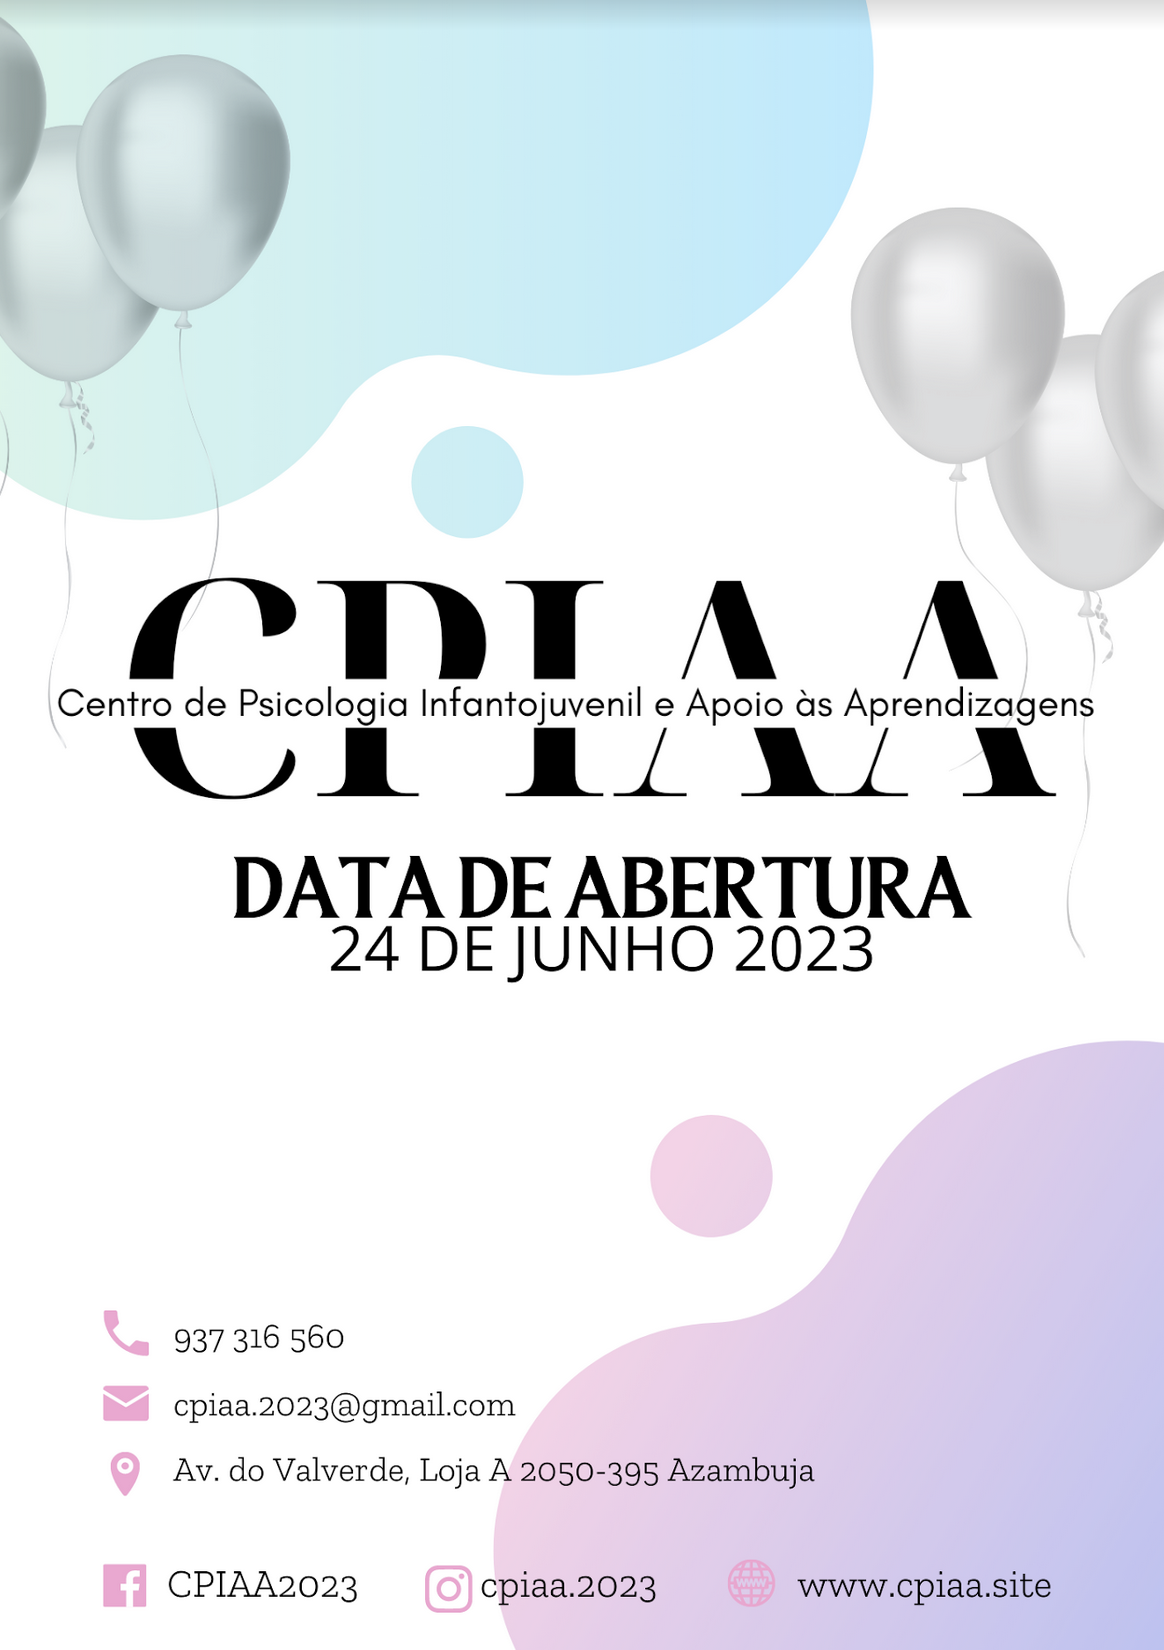 CPIAA
Centro de Psicologia Infantojuvenil e Apoio às Aprendizagens
DATA DE ABERTURA
24 DE JUNHO 2023
937 316 560
cpiaa.2023@gmail.com
Av. do Valverde, Loja A 2050-395 Azambuja
CPIAA2023
cpiaa.2023
www
www.cpiaa.site